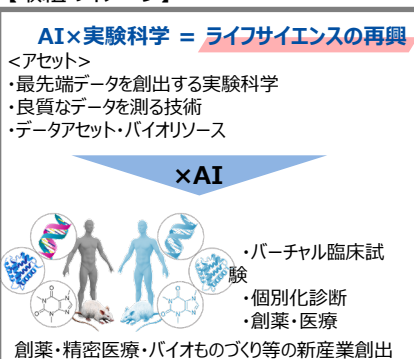 AI×実験科学 = ライフサイエンスの再興
<アセット>
・最先端データを創出する実験科学
・良質なデータを測る技術
・データアセット・バイオリソース
×AI
・バーチャル臨床試
験
・個別化診断
・創薬・医療
創薬・精密医療・バイオものづくり等の新産業創出